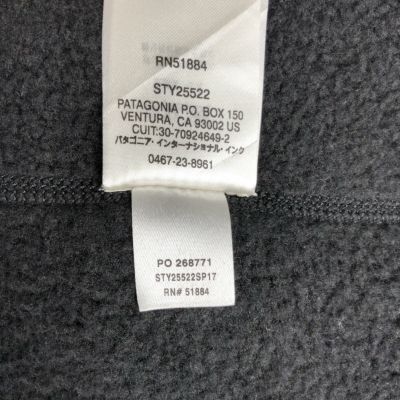 RN51884
STY25522
PATAGONIA P.O. BOX 150
VENTURA, CA 93002 US
CUIT:30-70924649-2
パタゴニア・インターナショナル・インク
0467-23-8961
PO 268771
STY25522SP17
RN# 51884